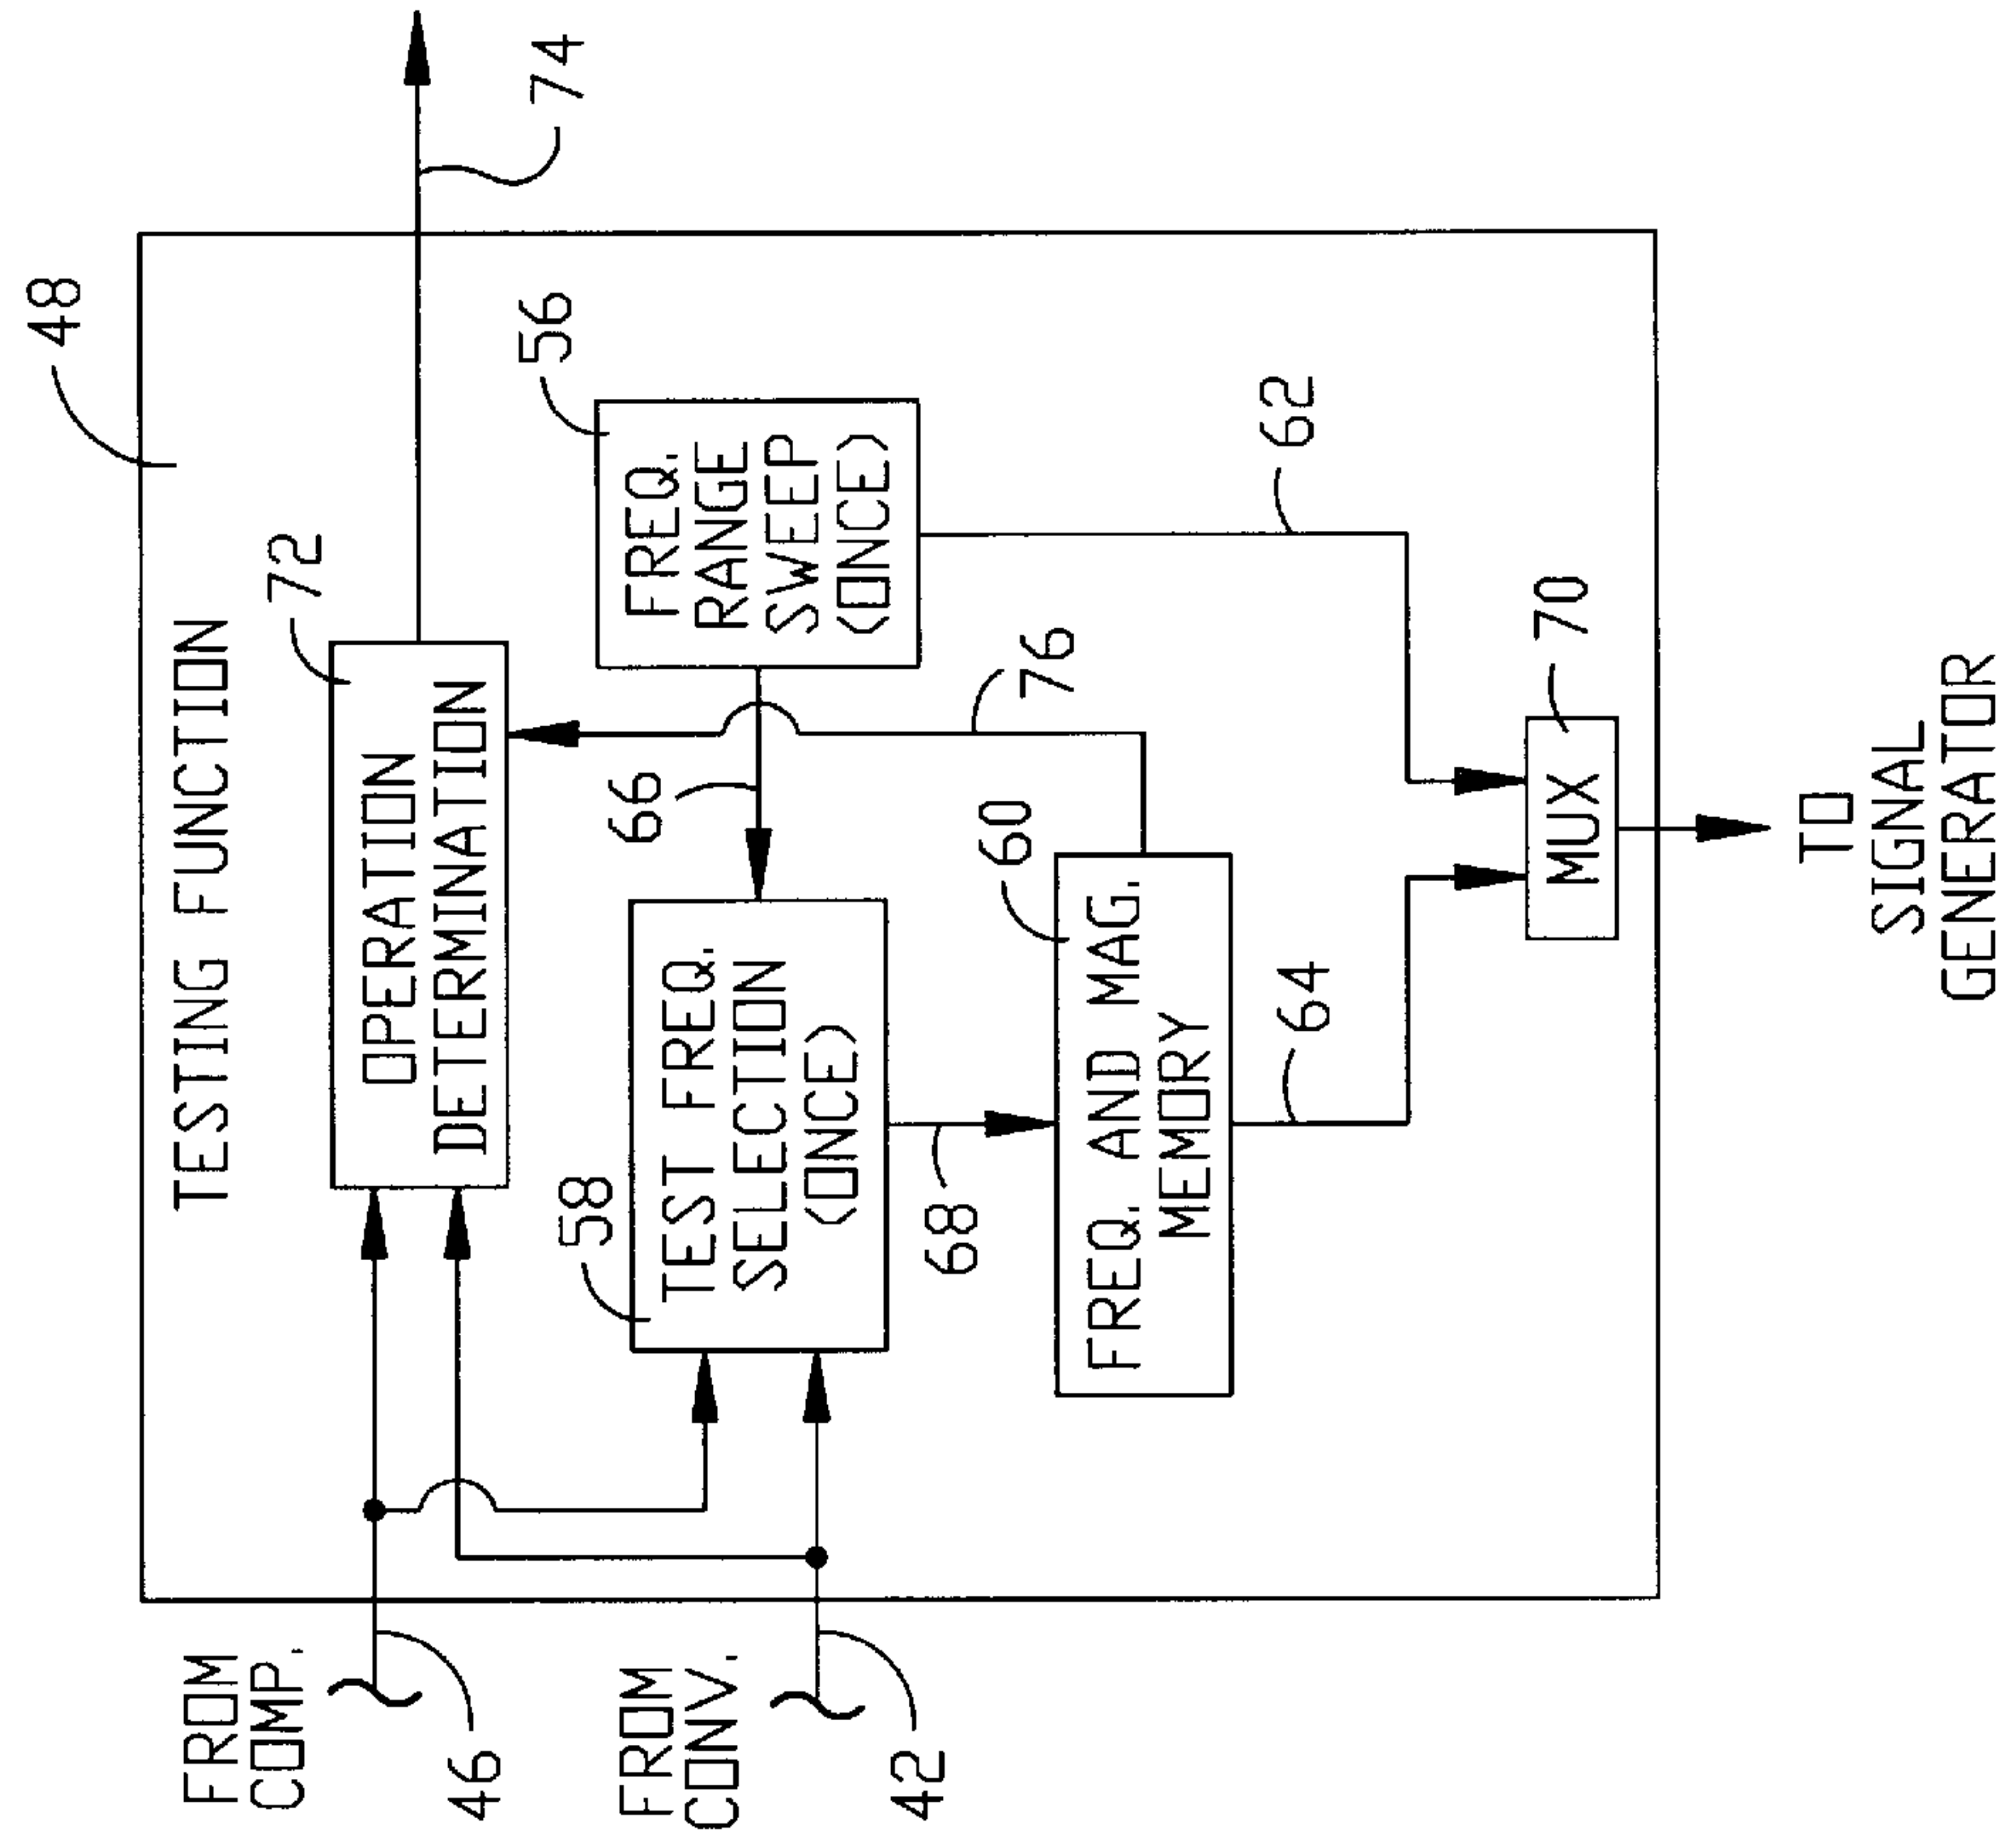 48
TESTING FUNCTION
FROM
COMP.
46
72
OPERATION
DETERMINATION
74
FROM
CONV.
42
58
TEST FREQ.
SELECTION
(ONCE)
66
56
FREQ.
RANGE
SWEEP
(ONCE)
68
60
FREQ. AND MAG.
MEMORY
76
64
62
70
MUX
TO
SIGNAL
GENERATOR